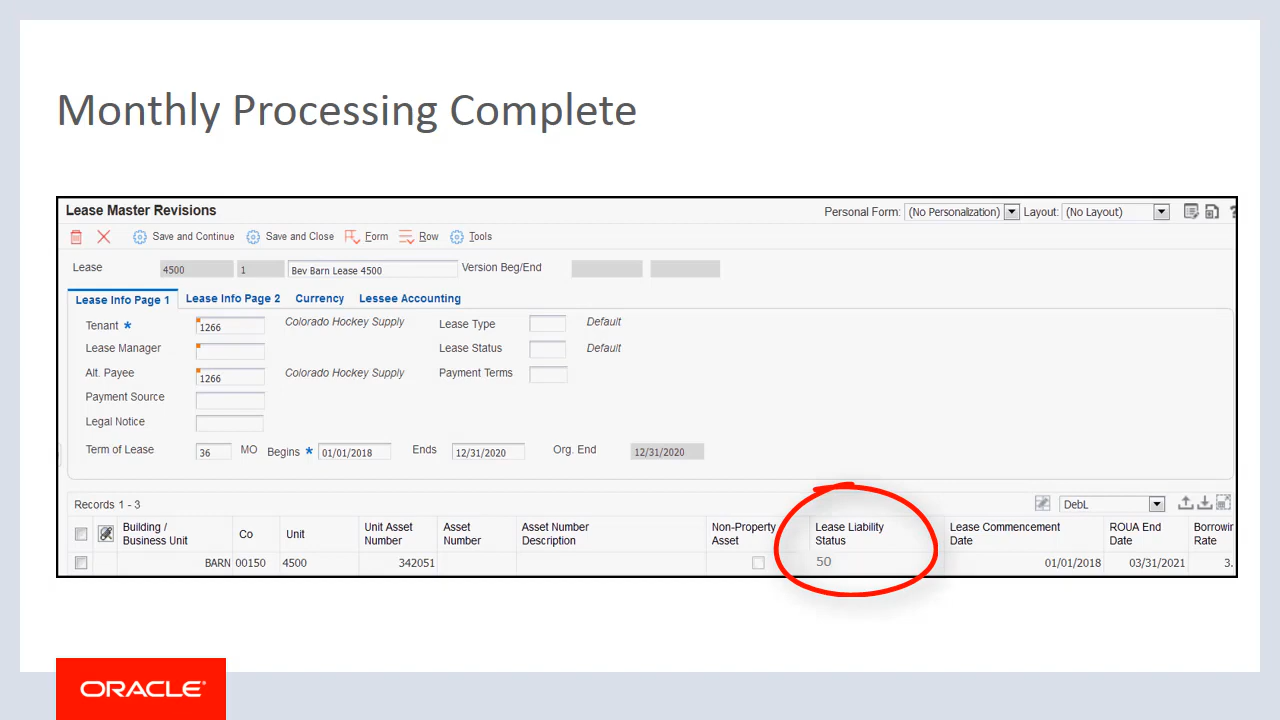 Monthly Processing Complete
Lease Master Revisions
Personal Form: (No Personalization) Layout: (No Layout) ?
Save and Continue Save and Close Form Row Tools
Lease 4500 1 Bev Barn Lease 4500 Version Beg/End
Lease Info Page 1 Lease Info Page 2 Currency Lessee Accounting
Tenant * 1266 Colorado Hockey Supply Lease Type Default
Lease Manager Lease Status Default
Alt. Payee 1266 Colorado Hockey Supply Payment Terms
Payment Source
Legal Notice
Term of Lease 36 MO Begins * 01/01/2018 Ends 12/31/2020 Org. End 12/31/2020
Records 1 - 3 DebL
Building / Unit Asset Asset Asset Number Non-Property Lease Liability Lease Commencement ROUA End Borrowir
Business Unit Co Unit Number Number Description Asset Status Date Date Rate
BARN 00150 4500 342051 50 01/01/2018 03/31/2021 3.
ORACLE®